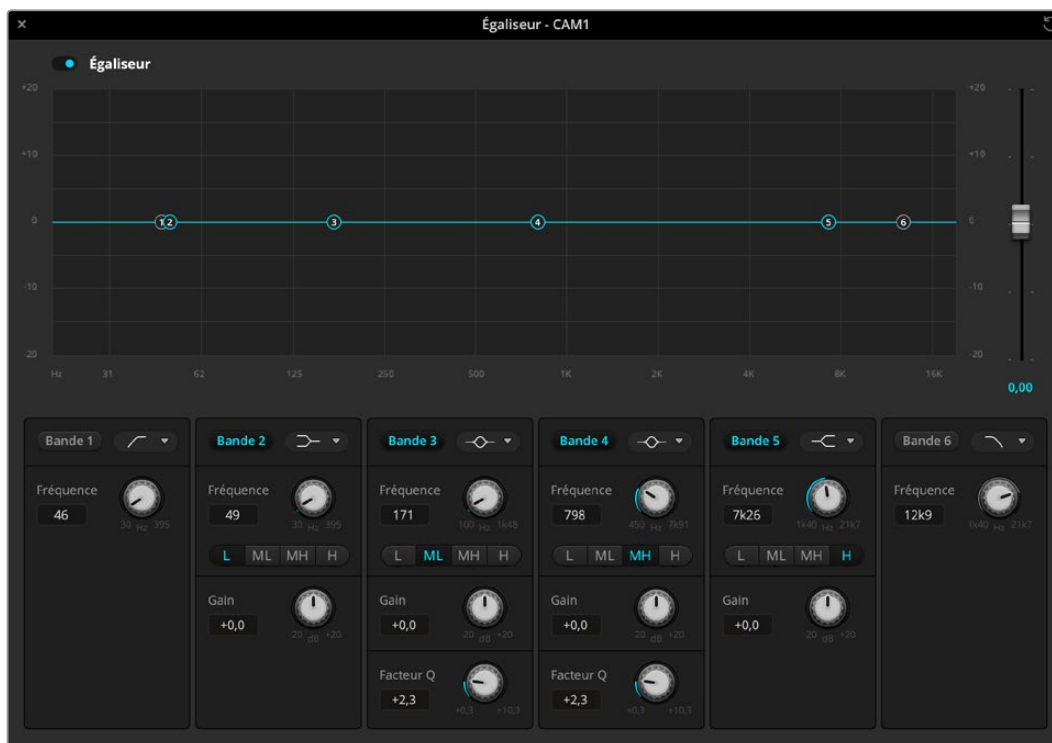 Égaliseur - CAM1
Égaliseur
+20 +20
+10 +10
0 1 2 3 4 5 6 0
-10 -10
-20 -20
Hz 31 62 125 250 500 1K 2K 4K 8K 16K
0,00
Bande 1 Bande 2 Bande 3 Bande 4 Bande 5 Bande 6
Fréquence Fréquence Fréquence Fréquence Fréquence Fréquence
46 49 171 798 7k26 12k9
30 Hz 395 30 Hz 395 100 Hz 1k48 450 Hz 7k91 1k40 Hz 21k7 1k40 Hz 21k7
L ML MH H L ML MH H L ML MH H L ML MH H
Gain Gain Gain Gain
+0,0 +0,0 +0,0 +0,0
-20 dB +20 -20 dB +20 -20 dB +20 -20 dB +20
Facteur Q Facteur Q
+2,3 +2,3
+0,3 +10,3 +0,3 +10,3